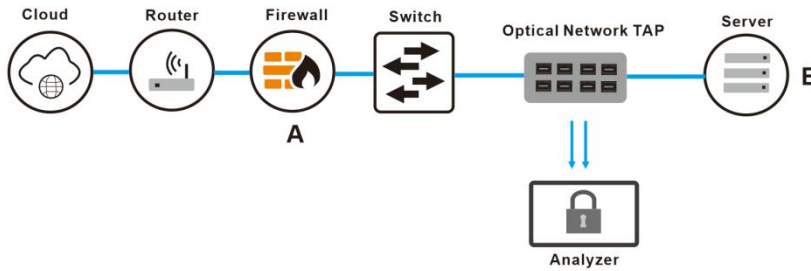 Cloud
Router
Firewall
Switch
Optical Network TAP
Server
A
B
Analyzer